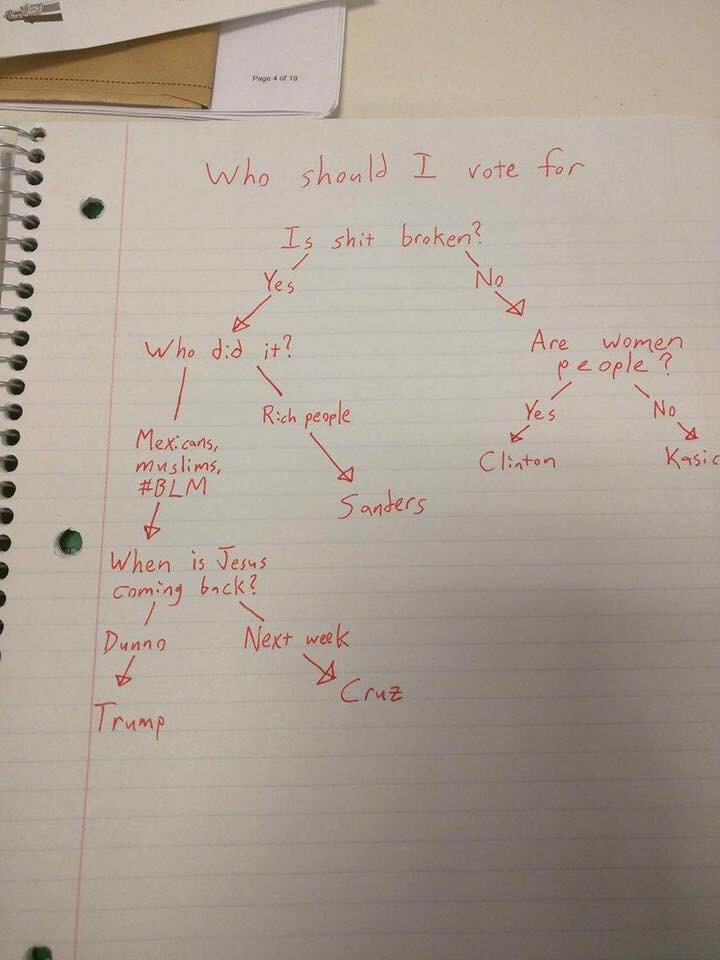 Page 4 of 19
Who should I vote for
Is shit broken?
Yes
No
Who did it?
Are women
people?
Mexicans,
muslims,
#BLM
Rich people
Yes
No
Sanders
Clinton
Kasic
When is Jesus
coming back?
Dunno
Next week
Trump
Cruz